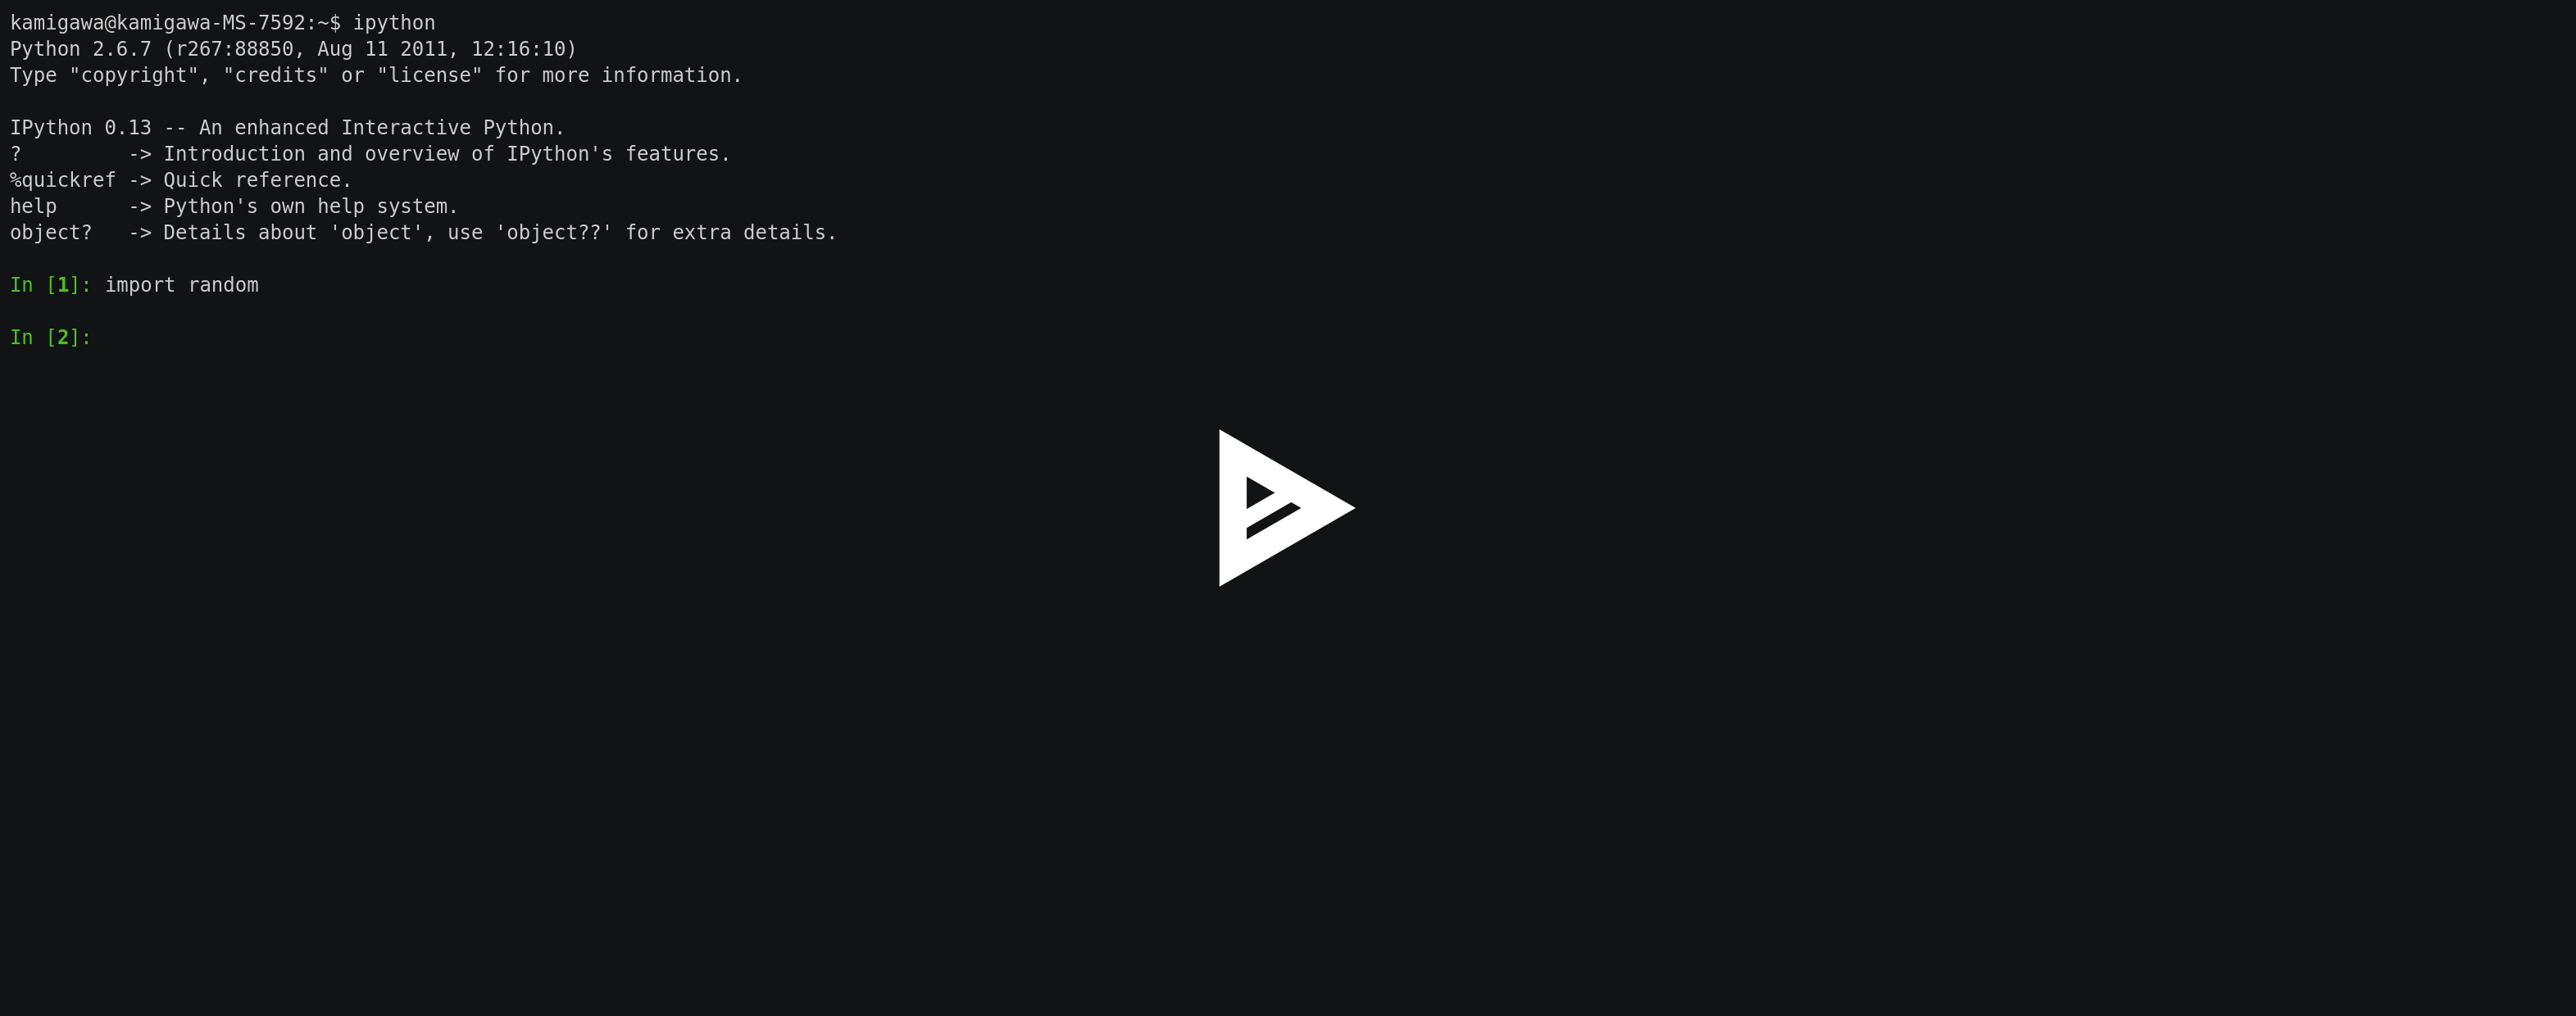 kamigawa@kamigawa-MS-7592:~$ ipython
Python 2.6.7 (r267:88850, Aug 11 2011, 12:16:10)
Type "copyright", "credits" or "license" for more information.

IPython 0.13 -- An enhanced Interactive Python.
?         -> Introduction and overview of IPython's features.
%quickref -> Quick reference.
help      -> Python's own help system.
object?   -> Details about 'object', use 'object??' for extra details.

In [1]: import random

In [2]: